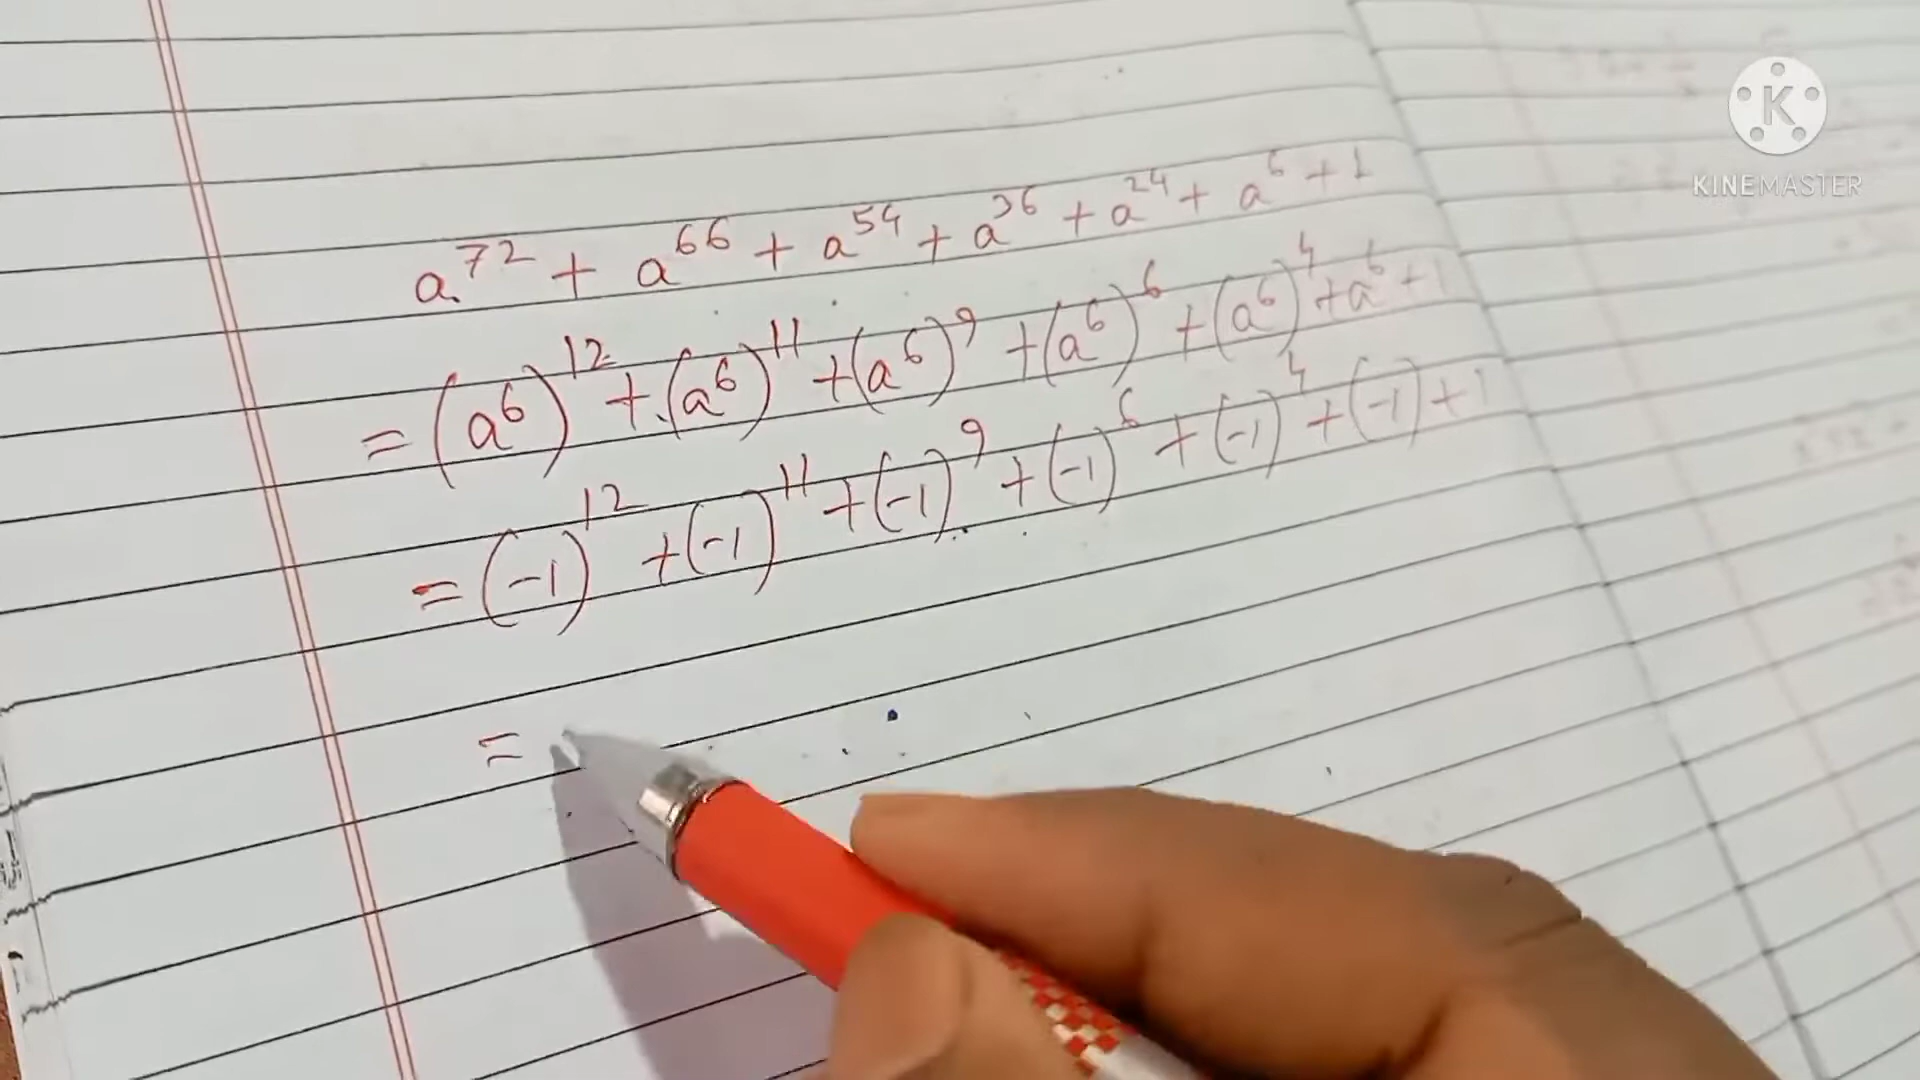 K
KINEMASTER
a^72 + a^66 + a^54 + a^36 + a^24 + a^6 + 1
= (a^6)^12 + (a^6)^11 + (a^6)^9 + (a^6)^6 + (a^6)^4 + a^6 + 1
= (-1)^12 + (-1)^11 + (-1)^9 + (-1)^6 + (-1)^4 + (-1) + 1
=